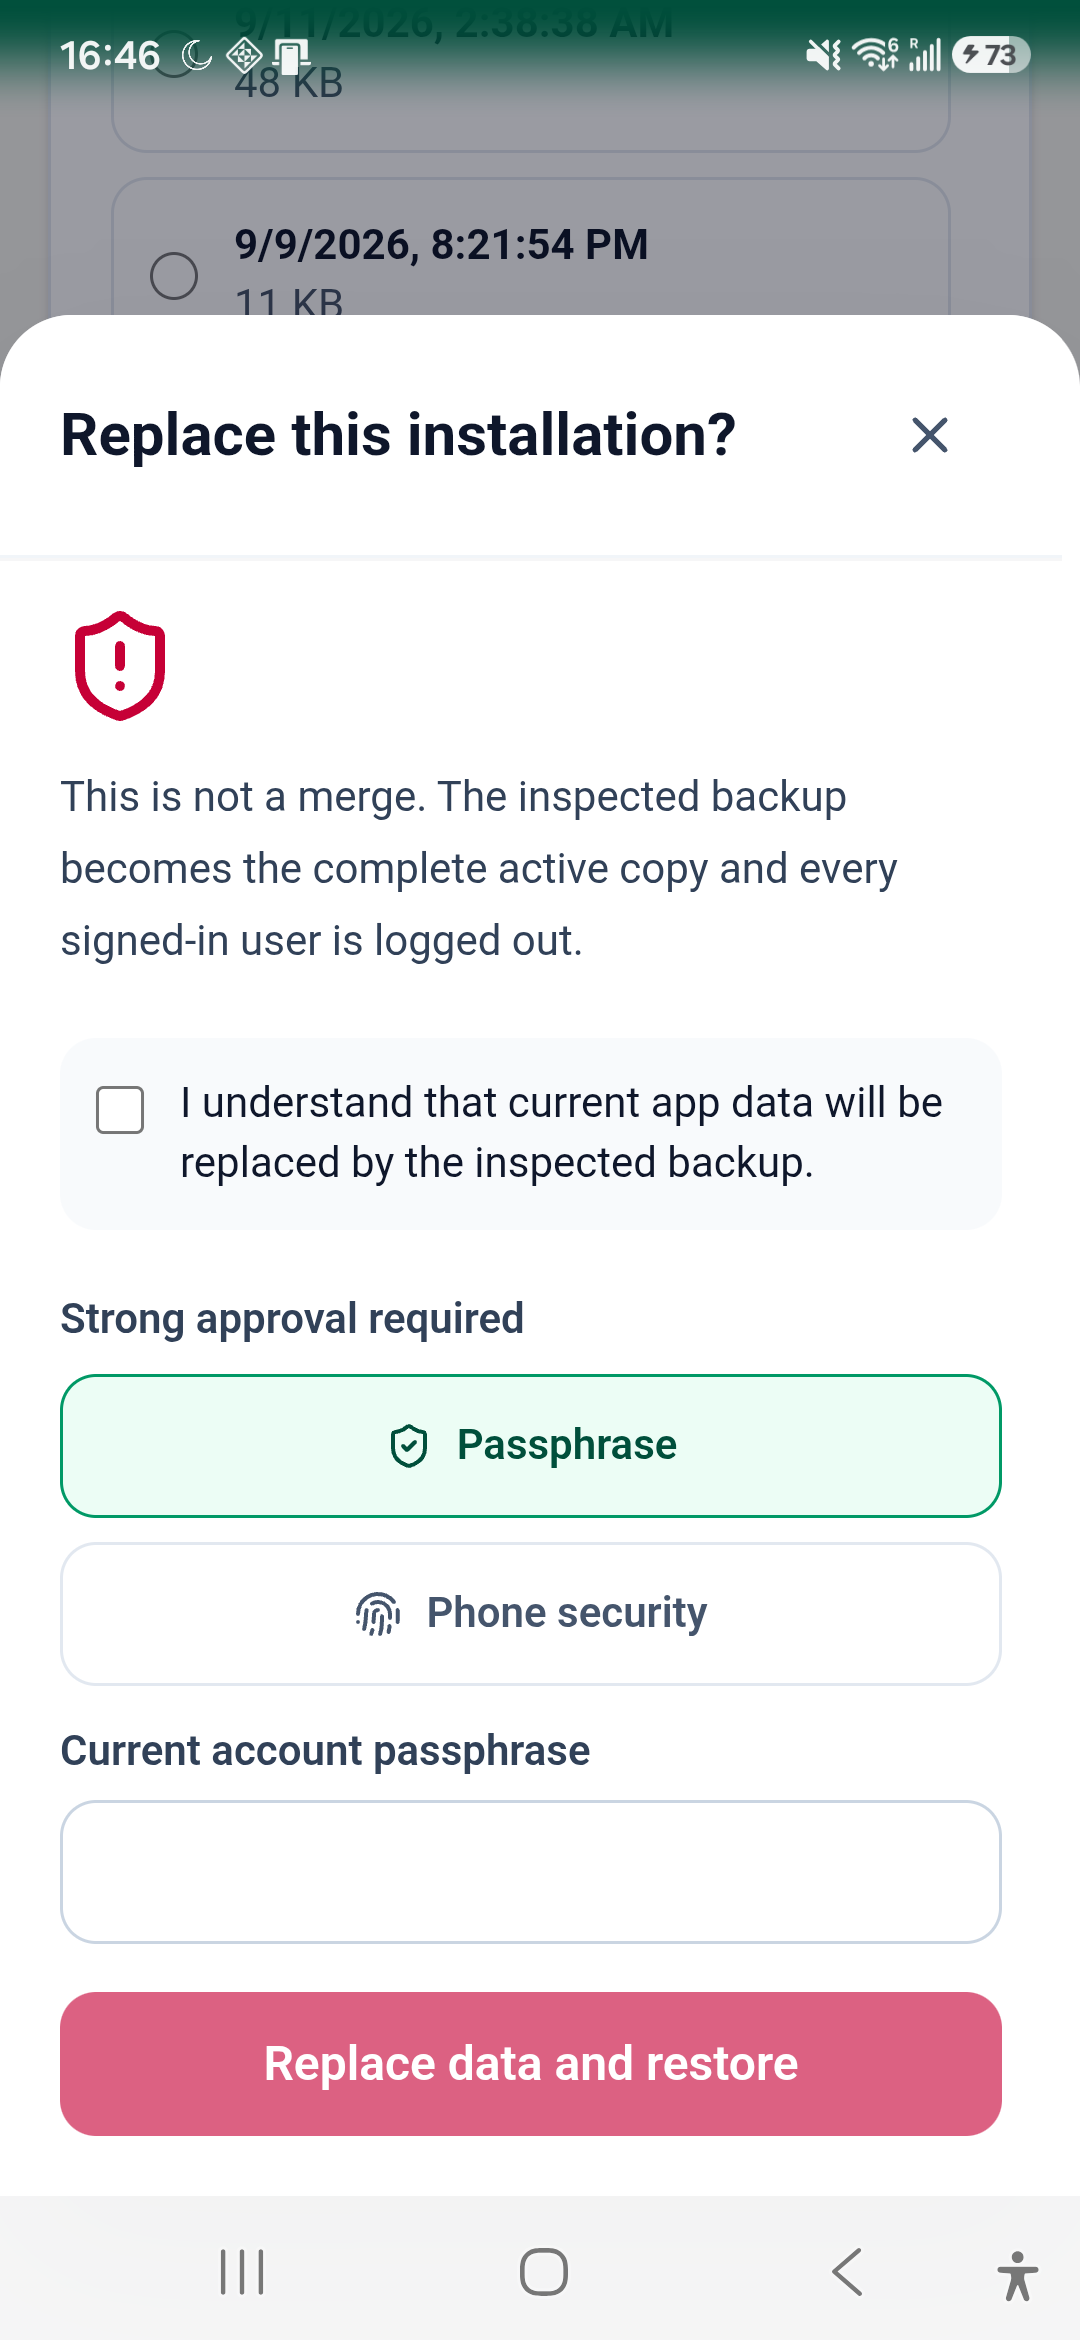 9/11/2026, 2:38:38 AM
16:46
6
R
73
48 KB
9/9/2026, 8:21:54 PM
11 KB
Replace this installation?
This is not a merge. The inspected backup
becomes the complete active copy and every
signed-in user is logged out.
I understand that current app data will be
replaced by the inspected backup.
Strong approval required
Passphrase
Phone security
Current account passphrase
Replace data and restore